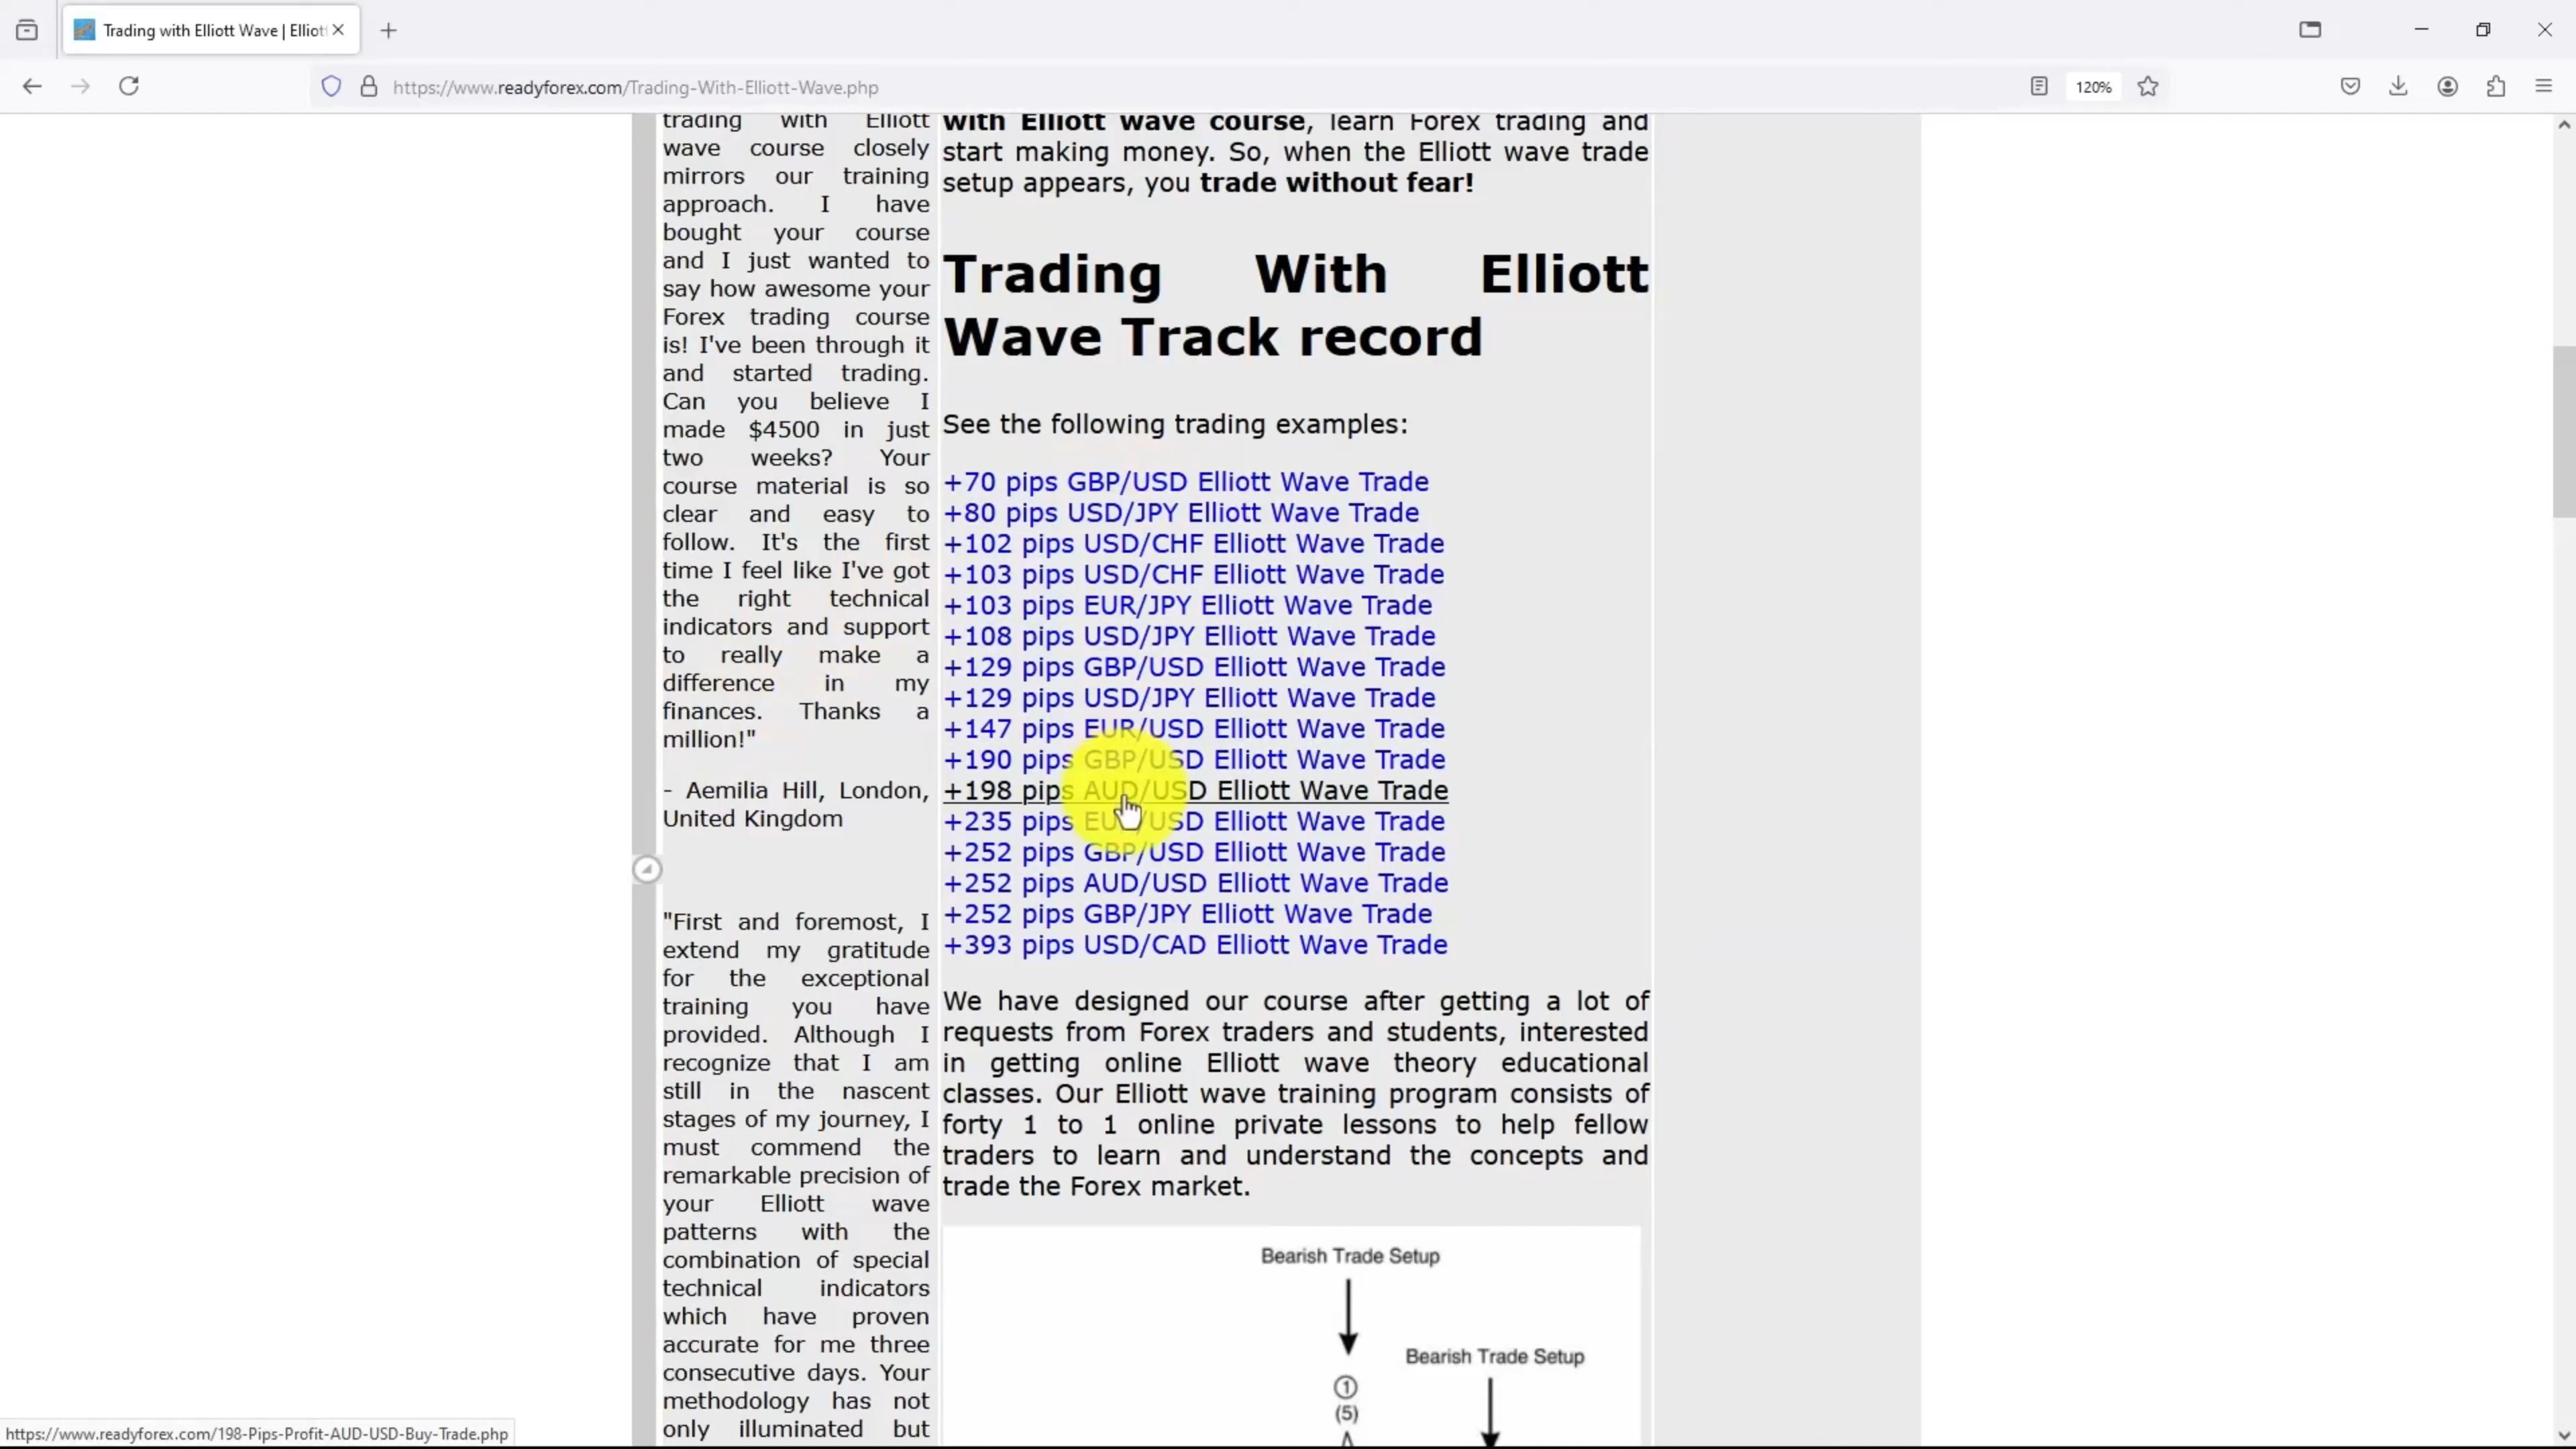 Trading with Elliott Wave | Elliot
https://www.readyforex.com/Trading-With-Elliott-Wave.php
120%
trading with Elliott
wave course closely
mirrors our training
approach. I have
bought your course
and I just wanted to
say how awesome your
Forex trading course
is! I've been through it
and started trading.
Can you believe I
made $4500 in just
two weeks? Your
course material is so
clear and easy to
follow. It's the first
time I feel like I've got
the right technical
indicators and support
to really make a
difference in my
finances. Thanks a
million!"
- Aemilia Hill, London,
United Kingdom
"First and foremost, I
extend my gratitude
for the exceptional
training you have
provided. Although I
recognize that I am
still in the nascent
stages of my journey, I
must commend the
remarkable precision of
your Elliott wave
patterns with the
combination of special
technical indicators
which have proven
accurate for me three
consecutive days. Your
methodology has not
only illuminated but
with Elliott wave course, learn Forex trading and
start making money. So, when the Elliott wave trade
setup appears, you trade without fear!
Trading With Elliott
Wave Track record
See the following trading examples:
+70 pips GBP/USD Elliott Wave Trade
+80 pips USD/JPY Elliott Wave Trade
+102 pips USD/CHF Elliott Wave Trade
+103 pips USD/CHF Elliott Wave Trade
+103 pips EUR/JPY Elliott Wave Trade
+108 pips USD/JPY Elliott Wave Trade
+129 pips GBP/USD Elliott Wave Trade
+129 pips USD/JPY Elliott Wave Trade
+147 pips EUR/USD Elliott Wave Trade
+190 pips GBP/USD Elliott Wave Trade
+198 pips AUD/USD Elliott Wave Trade
+235 pips EUR/USD Elliott Wave Trade
+252 pips GBP/USD Elliott Wave Trade
+252 pips AUD/USD Elliott Wave Trade
+252 pips GBP/JPY Elliott Wave Trade
+393 pips USD/CAD Elliott Wave Trade
We have designed our course after getting a lot of
requests from Forex traders and students, interested
in getting online Elliott wave theory educational
classes. Our Elliott wave training program consists of
forty 1 to 1 online private lessons to help fellow
traders to learn and understand the concepts and
trade the Forex market.
Bearish Trade Setup
Bearish Trade Setup
①
(5)
https://www.readyforex.com/198-Pips-Profit-AUD-USD-Buy-Trade.php